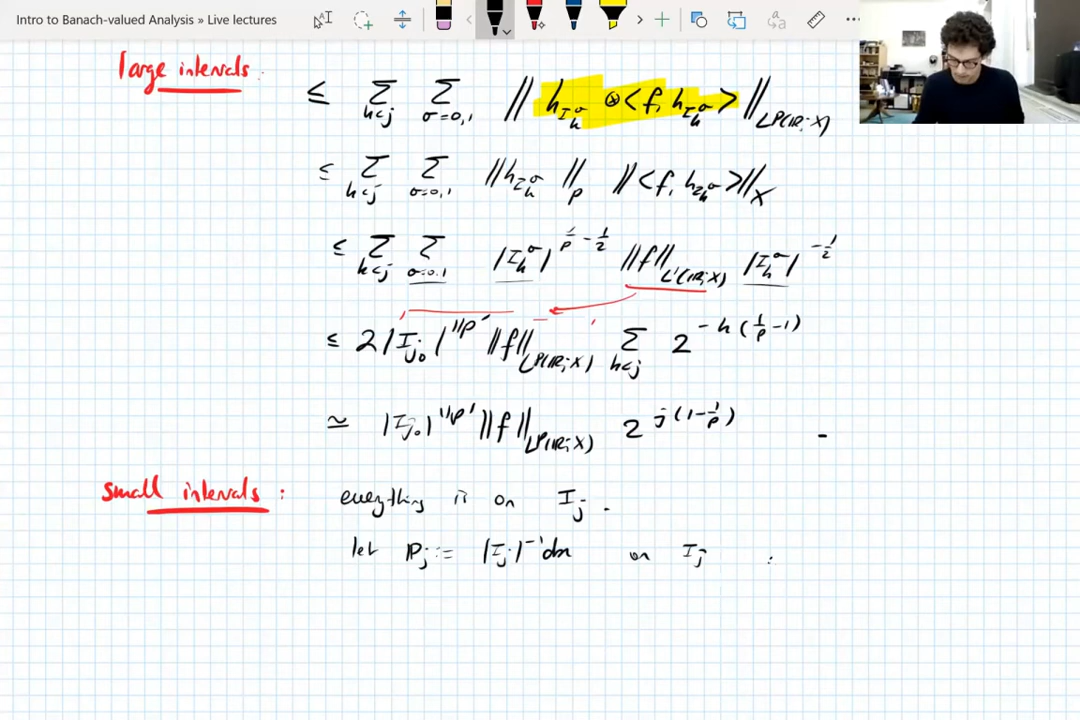 Intro to Banach-valued Analysis » Live lectures
large intervals:
≤ Σ_{k<j} Σ_{σ=0,1} ‖ h_{I_k^σ} ⊗ <f, h_{I_k^σ}> ‖_{L^p(ℝ;X)}
≤ Σ_{k<j} Σ_{σ=0,1} ‖h_{I_k^σ}‖_p ‖<f, h_{I_k^σ}>‖_X
≤ Σ_{k<j} Σ_{σ=0,1} |I_k^σ|^{1/p - 1/2} ‖f‖_{L^1(ℝ;X)} |I_k^σ|^{-1/2}
≤ 2 |I_{j_0}|^{1/p'} ‖f‖_{L^p(ℝ;X)} Σ_{k<j} 2^{-k(1/p - 1)}
≃ |I_{j_0}|^{1/p'} ‖f‖_{L^p(ℝ;X)} 2^{j(1 - 1/p)}
small intervals: everything is on I_j.
let ℙ_j := |I_j|^{-1} dx on I_j